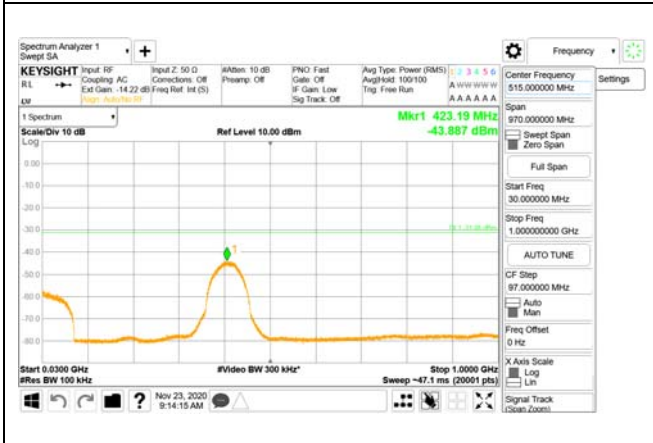 Spectrum Analyzer 1
Swept SA
Frequency
KEYSIGHT
RL
Input: RF
Coupling: AC
Ext Gain: -14.22 dB
Align: Auto/No RF
Input Z: 50 Ω
Corrections: Off
Freq Ref: Int (S)
#Atten: 10 dB
Preamp: Off
PNO: Fast
Gate: Off
IF Gain: Low
Sig Track: Off
Avg Type: Power (RMS)
Avg|Hold: 100/100
Trig: Free Run
1 2 3 4 5 6
A W W W W W
A A A A A A
1 Spectrum
Scale/Div 10 dB
Log
Ref Level 10.00 dBm
Mkr1 423.19 MHz
-43.887 dBm
0.00
-10.0
-20.0
-30.0
-40.0
-50.0
-60.0
-70.0
-80.0
1
Start 0.0300 GHz
#Res BW 100 kHz
#Video BW 300 kHz*
Stop 1.0000 GHz
Sweep ~47.1 ms (20001 pts)
Nov 23, 2020
9:14:15 AM
Center Frequency
515.000000 MHz
Settings
Span
970.000000 MHz
Swept Span
Zero Span
Full Span
Start Freq
30.000000 MHz
Stop Freq
1.000000000 GHz
AUTO TUNE
CF Step
97.000000 MHz
Auto
Man
Freq Offset
0 Hz
X Axis Scale
Log
Lin
Signal Track
(Span Zoom)